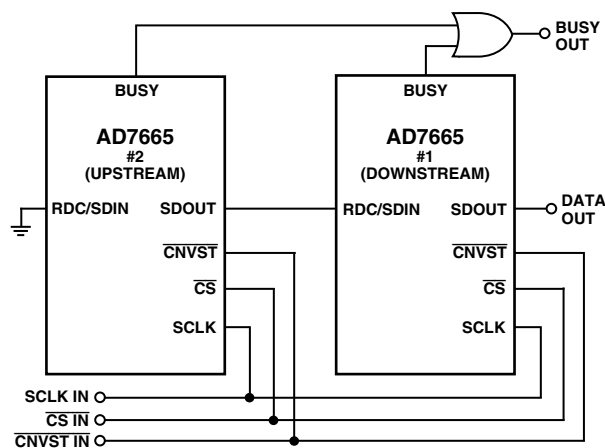 BUSY
OUT
BUSY
AD7665
#2
(UPSTREAM)
RDC/SDIN
SDOUT
CNVST
CS
SCLK
BUSY
AD7665
#1
(DOWNSTREAM)
RDC/SDIN
SDOUT
CNVST
CS
SCLK
DATA
OUT
SCLK IN
CS IN
CNVST IN